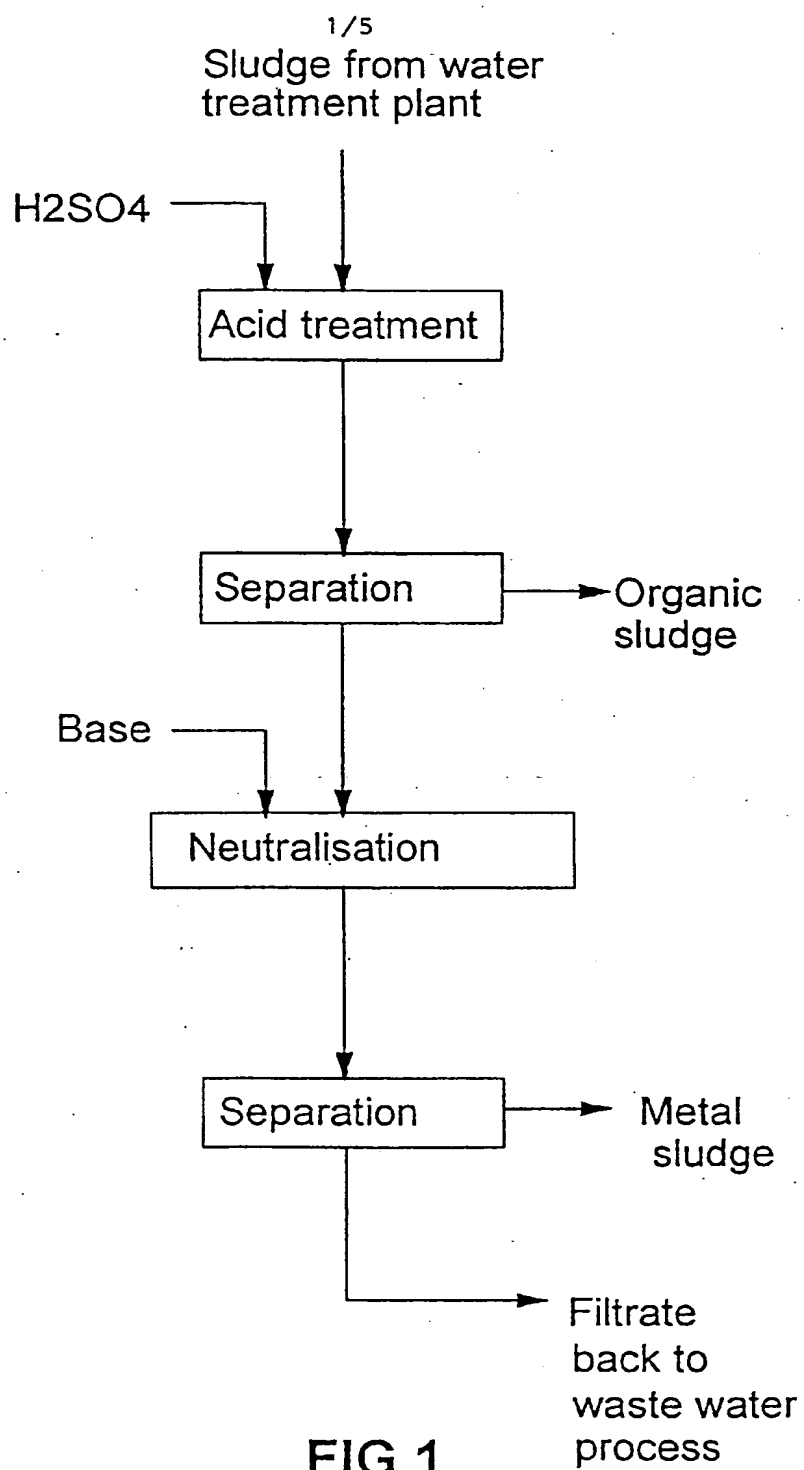 1/5
Sludge from water
treatment plant
H2SO4
Acid treatment
Separation
Organic
sludge
Base
Neutralisation
Separation
Metal
sludge
Filtrate
back to
waste water
process
FIG 1